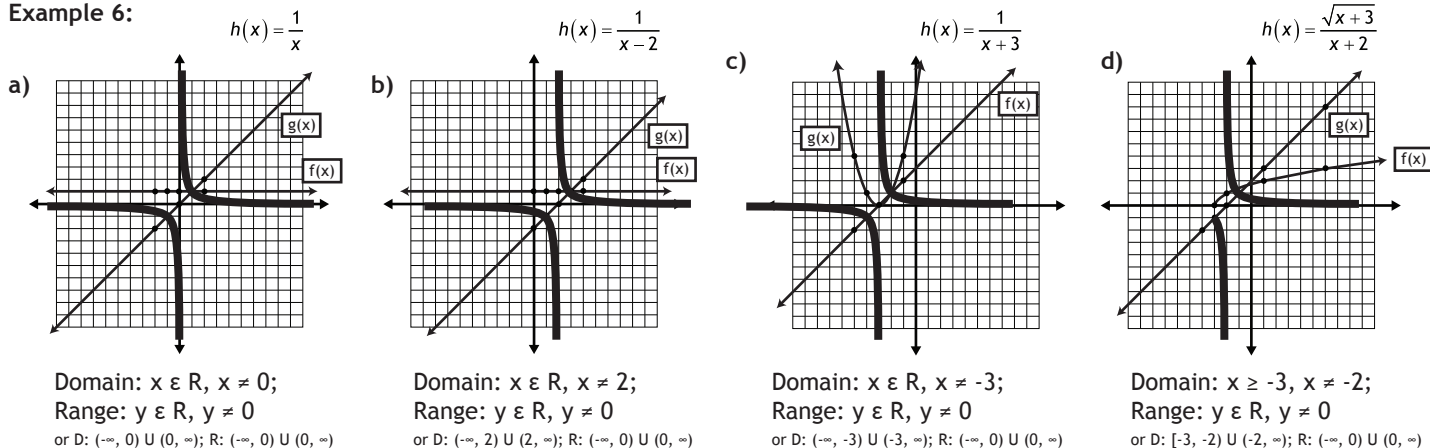 Example 6:
a)
h(x) = 1/x
g(x)
f(x)
Domain: x ε R, x ≠ 0;
Range: y ε R, y ≠ 0
or D: (-∞, 0) U (0, ∞); R: (-∞, 0) U (0, ∞)
b)
h(x) = 1/(x − 2)
g(x)
f(x)
Domain: x ε R, x ≠ 2;
Range: y ε R, y ≠ 0
or D: (-∞, 2) U (2, ∞); R: (-∞, 0) U (0, ∞)
c)
h(x) = 1/(x + 3)
f(x)
g(x)
Domain: x ε R, x ≠ -3;
Range: y ε R, y ≠ 0
or D: (-∞, -3) U (-3, ∞); R: (-∞, 0) U (0, ∞)
d)
h(x) = √(x + 3)/(x + 2)
g(x)
f(x)
Domain: x ≥ -3, x ≠ -2;
Range: y ε R, y ≠ 0
or D: [-3, -2) U (-2, ∞); R: (-∞, 0) U (0, ∞)